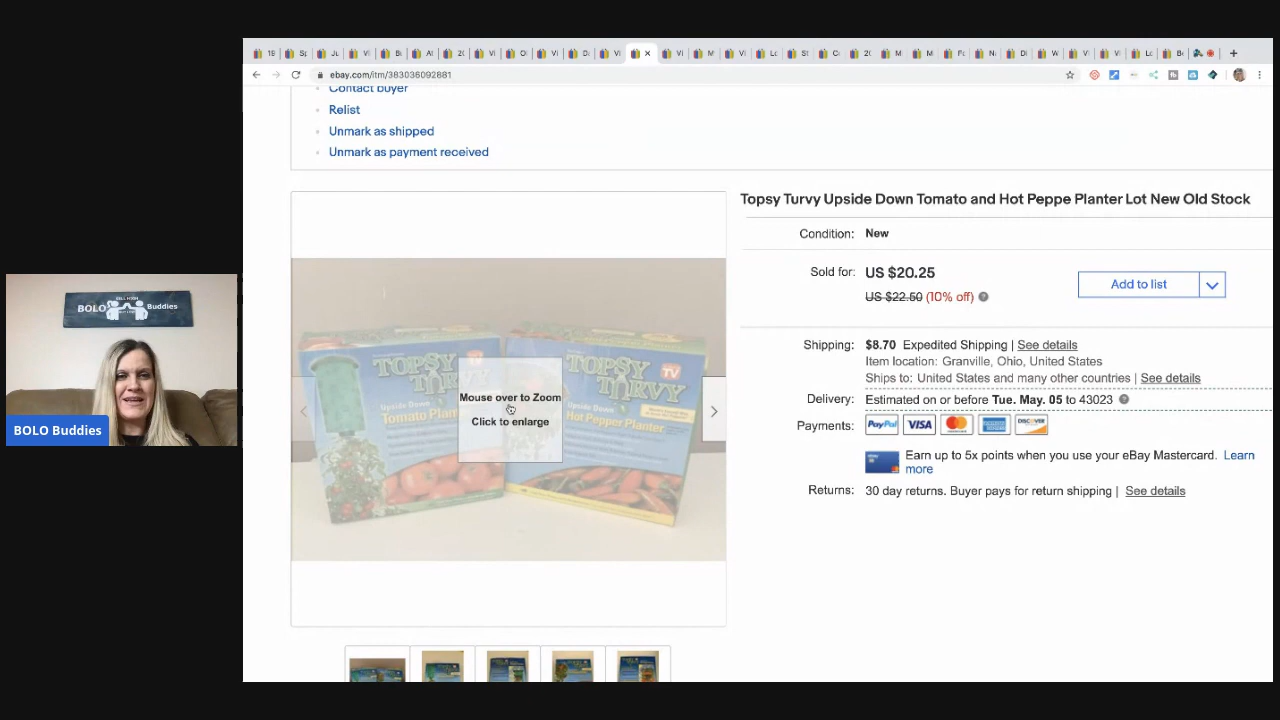 ebay.com/itm/383036092881
Contact buyer
Relist
Unmark as shipped
Unmark as payment received
Topsy Turvy Upside Down Tomato and Hot Peppe Planter Lot New Old Stock
Condition: New
Sold for: US $20.25
US $22.50 (10% off)
Add to list
Shipping: $8.70 Expedited Shipping | See details
Item location: Granville, Ohio, United States
Ships to: United States and many other countries | See details
Delivery: Estimated on or before Tue. May. 05 to 43023
Payments: PayPal VISA DISCOVER
Earn up to 5x points when you use your eBay Mastercard. Learn
more
Returns: 30 day returns. Buyer pays for return shipping | See details
TOPSY TURVY
Upside Down
Tomato Plan
TOPSY TURVY
Upside Down
Hot Pepper Planter
TV
Mouse over to Zoom
Click to enlarge
BOLO Buddies
BOLO Buddies